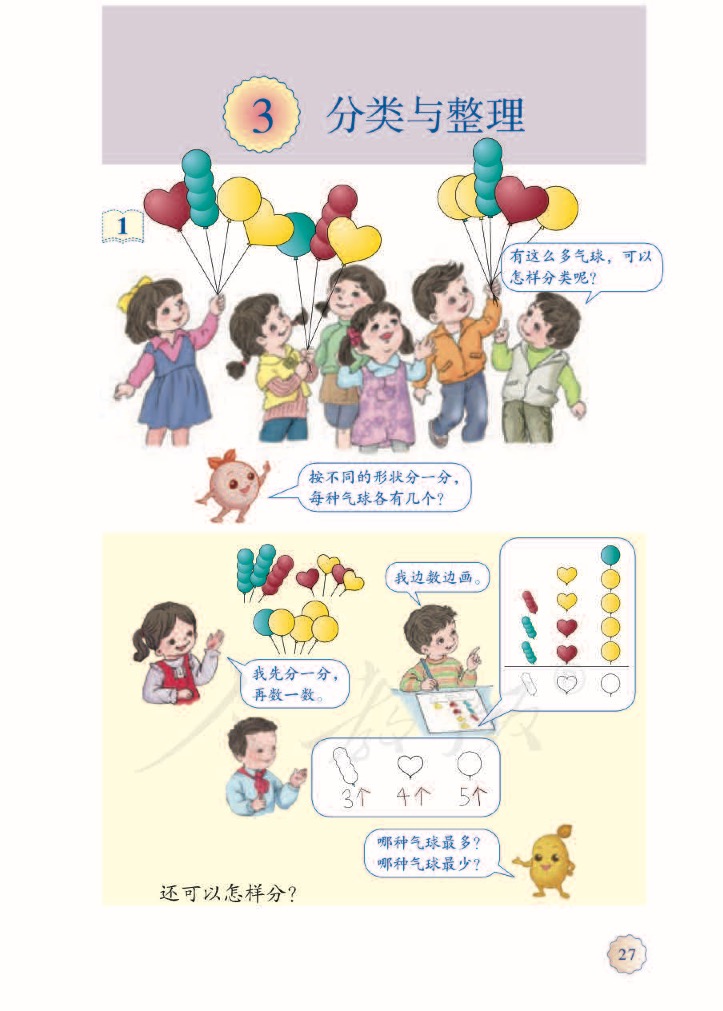 3 分类与整理
1
有这么多气球，可以
怎样分类呢？
按不同的形状分一分，
每种气球各有几个？
我边数边画。
我先分一分，
再数一数。
3个 4个 5个
哪种气球最多？
哪种气球最少？
还可以怎样分？
27